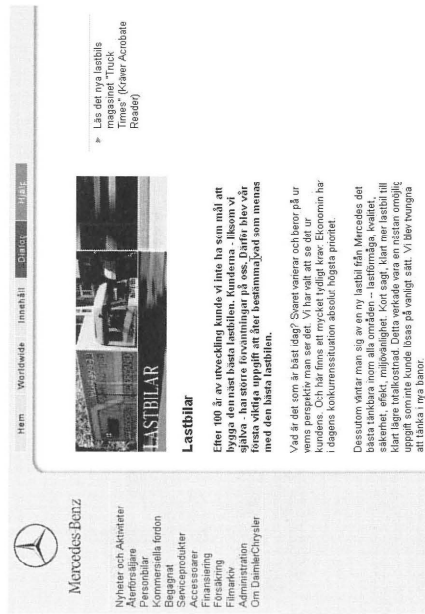 Hem Worldwide Innehåll Dialog Hjälp
Mercedes-Benz
Nyheter och Aktiviteter
Återförsäljare
Personbilar
Kommersiella fordon
Begagnat
Serviceprodukter
Accessoarer
Finansiering
Försäkring
Filmarkiv
Administration
Om DaimlerChrysler
LASTBILAR
Läs det nya lastbils
magasinet "Truck
Times" (Kräver Acrobate
Reader)
Lastbilar
Efter 100 år av utveckling kunde vi inte ha som mål att
bygga den näst bästa lastbilen. Kunderna - liksom vi
själva - har större förväntningar på oss. Därför blev vår
första viktiga uppgift att åter bestämma vad som menas
med den bästa lastbilen.
Vad är det som är bäst idag? Svaret varierar och beror på ur
vems perspektiv man ser det. Vi har valt att se det ur
kundens. Och här finns ett mycket tydligt krav: Ekonomin har
i dagens konkurrenssituation absolut högsta prioritet.
Dessutom väntar man sig av en ny lastbil från Mercedes det
bästa tänkbara inom alla områden -- lastförmåga, kvalitet,
säkerhet, effekt, miljövänlighet. Kort sagt, klart mer lastbil till
klart lägre totalkostnad. Detta verkade vara en nästan omöjlig
uppgift som inte kunde lösas på vanligt sätt. Vi blev tvungna
att tänka i nya banor.